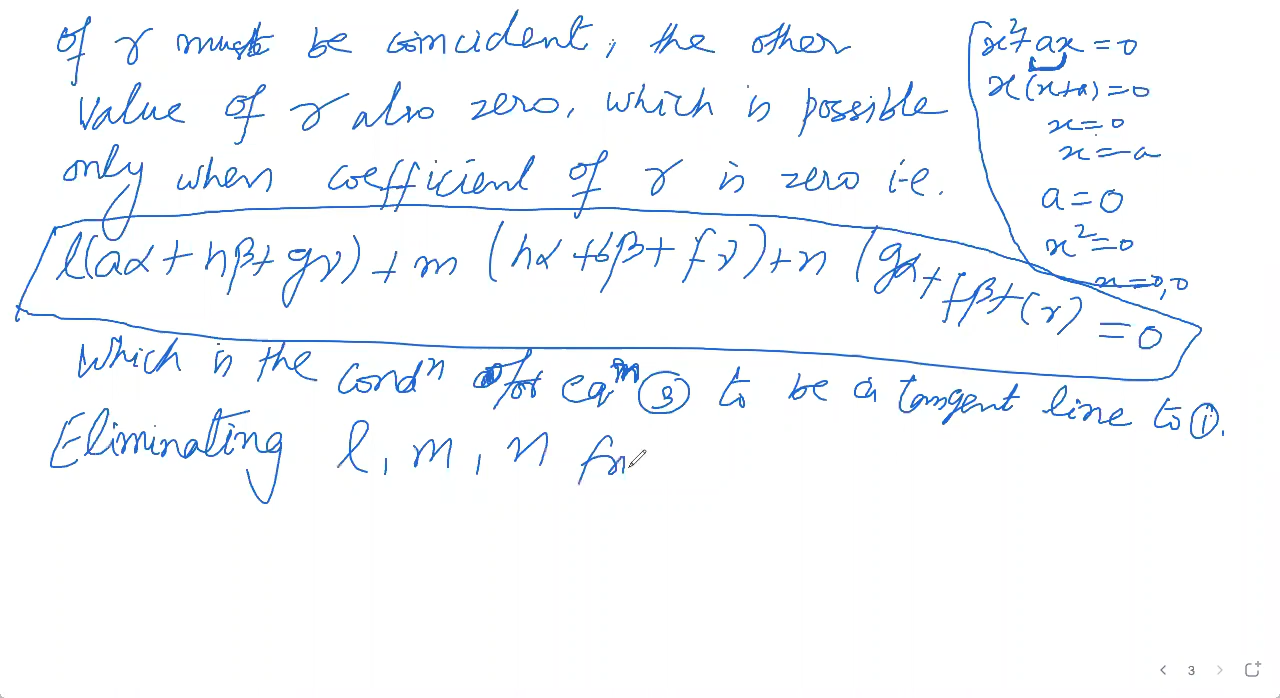 of r must be coincident, the other
value of r also zero, which is possible
only when coefficient of r is zero i.e.
l(aα + hβ + gγ) + m (hα + bβ + fγ) + n (gα + fβ + cγ) = 0
which is the condⁿ for eqⁿ ③ to be a tangent line to ①.
Eliminating l, m, n
x² + ax = 0
x(x+a) = 0
x = 0
x = -a
a = 0
x² = 0
x = 0, 0
3